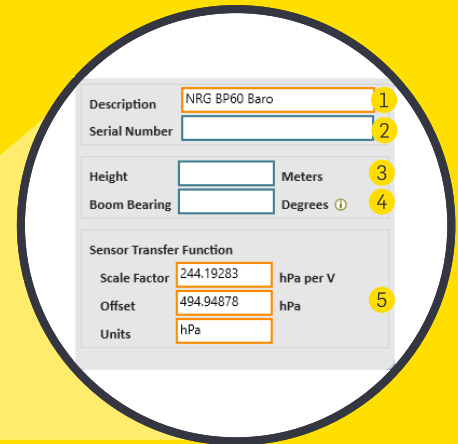 Description NRG BP60 Baro 1
Serial Number 2
Height Meters 3
Boom Bearing Degrees ⓘ 4
Sensor Transfer Function
Scale Factor 244.19283 hPa per V
Offset 494.94878 hPa 5
Units hPa